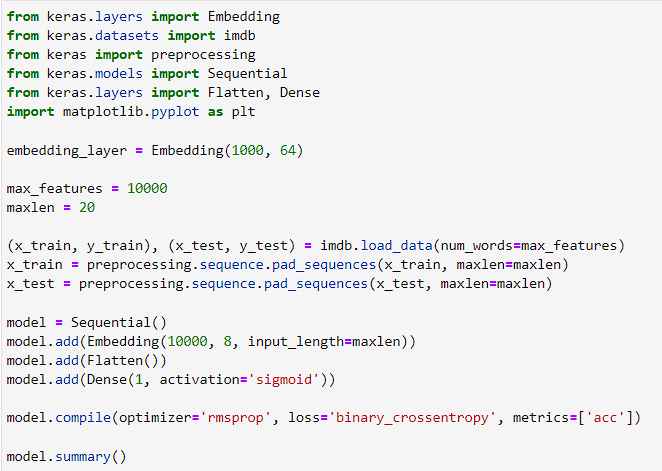 from keras.layers import Embedding
from keras.datasets import imdb
from keras import preprocessing
from keras.models import Sequential
from keras.layers import Flatten, Dense
import matplotlib.pyplot as plt

embedding_layer = Embedding(1000, 64)

max_features = 10000
maxlen = 20

(x_train, y_train), (x_test, y_test) = imdb.load_data(num_words=max_features)
x_train = preprocessing.sequence.pad_sequences(x_train, maxlen=maxlen)
x_test = preprocessing.sequence.pad_sequences(x_test, maxlen=maxlen)

model = Sequential()
model.add(Embedding(10000, 8, input_length=maxlen))
model.add(Flatten())
model.add(Dense(1, activation='sigmoid'))

model.compile(optimizer='rmsprop', loss='binary_crossentropy', metrics=['acc'])

model.summary()